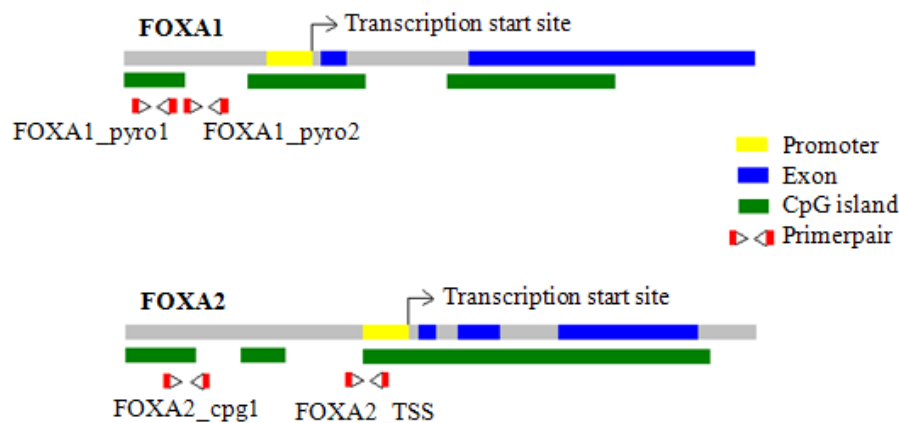 FOXA1
Transcription start site
FOXA1_pyro1
FOXA1_pyro2
Promoter
Exon
CpG island
Primerpair
FOXA2
Transcription start site
FOXA2_cpg1
FOXA2 TSS